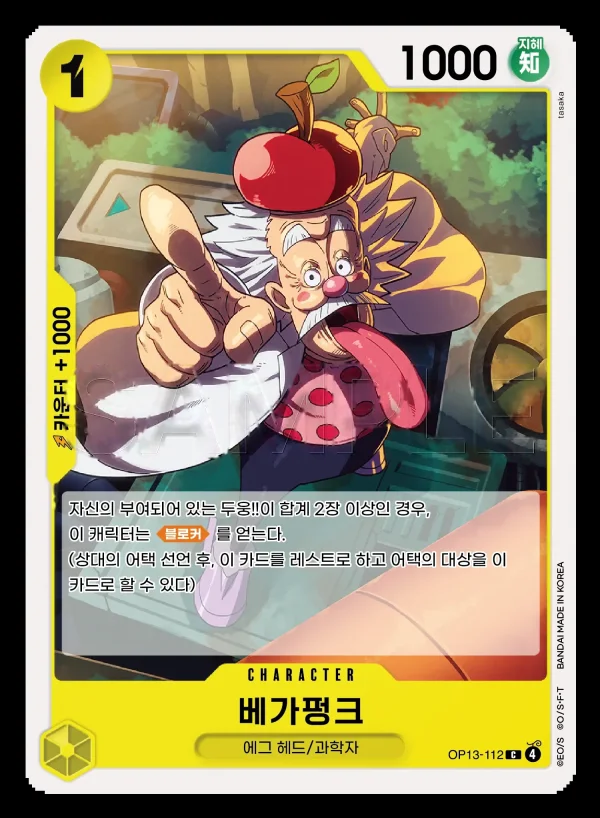 1
1000
지혜
知
tasaka
카운터 +1000
SAMPLE
자신의 부여되어 있는 두웅!!이 합계 2장 이상인 경우,
이 캐릭터는 블로커 를 얻는다.
(상대의 어택 선언 후, 이 카드를 레스트로 하고 어택의 대상을 이
카드로 할 수 있다)
CHARACTER
베가펑크
에그 헤드/과학자
OP13-112 C 4
©EO/S ©O/S·F·T BANDAI MADE IN KOREA